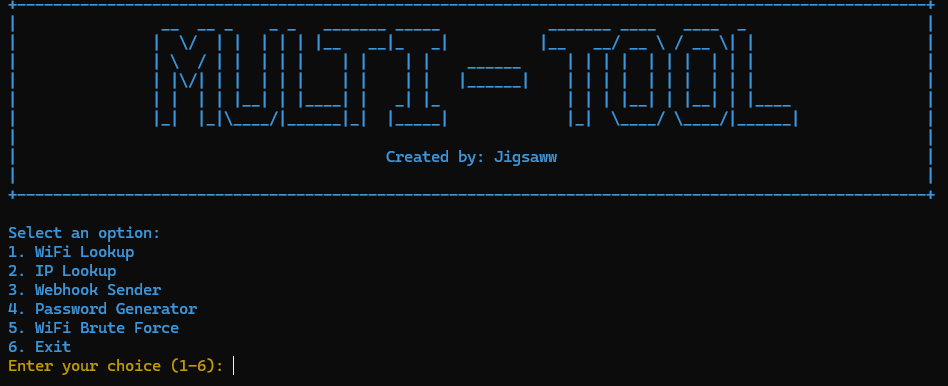 MULTI-TOOL
Created by: Jigsaww
Select an option:
1. WiFi Lookup
2. IP Lookup
3. Webhook Sender
4. Password Generator
5. WiFi Brute Force
6. Exit
Enter your choice (1-6):